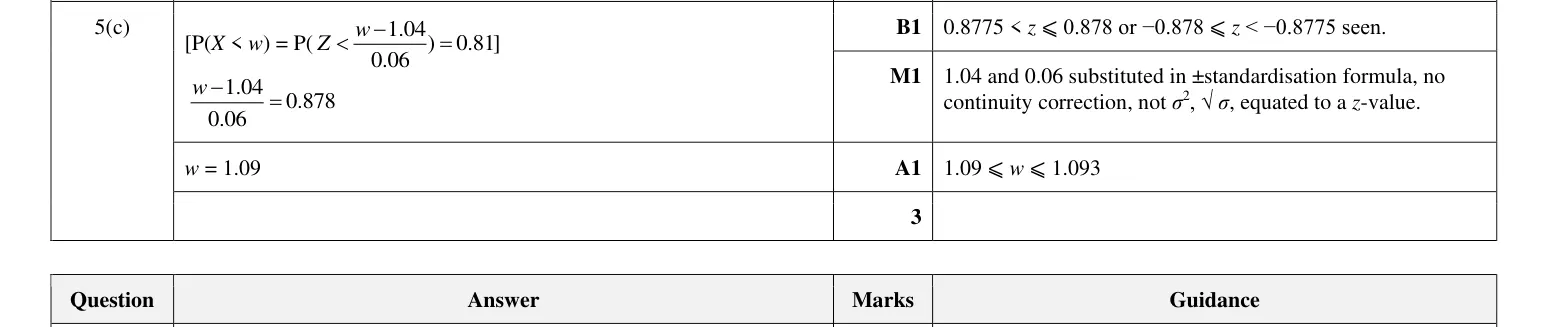 5(c)
[P(X < w) = P( Z < (w−1.04)/0.06 ) = 0.81]
(w−1.04)/0.06 = 0.878
B1 0.8775 < z ⩽ 0.878 or −0.878 ⩽ z < −0.8775 seen.
M1 1.04 and 0.06 substituted in ±standardisation formula, no
continuity correction, not σ², √ σ, equated to a z-value.
w = 1.09 A1 1.09 ⩽ w ⩽ 1.093
3
Question Answer Marks Guidance